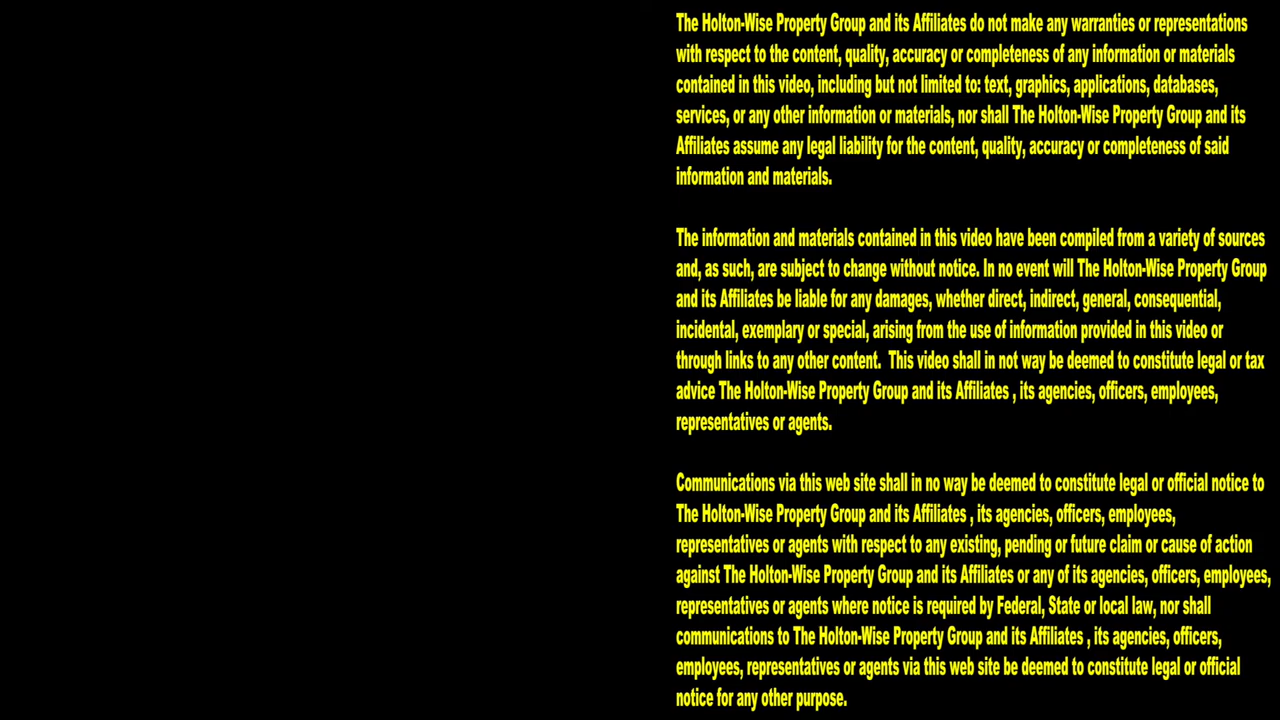 The Holton-Wise Property Group and its Affiliates do not make any warranties or representations
with respect to the content, quality, accuracy or completeness of any information or materials
contained in this video, including but not limited to: text, graphics, applications, databases,
services, or any other information or materials, nor shall The Holton-Wise Property Group and its
Affiliates assume any legal liability for the content, quality, accuracy or completeness of said
information and materials.
The information and materials contained in this video have been compiled from a variety of sources
and, as such, are subject to change without notice. In no event will The Holton-Wise Property Group
and its Affiliates be liable for any damages, whether direct, indirect, general, consequential,
incidental, exemplary or special, arising from the use of information provided in this video or
through links to any other content.  This video shall in not way be deemed to constitute legal or tax
advice The Holton-Wise Property Group and its Affiliates , its agencies, officers, employees,
representatives or agents.
Communications via this web site shall in no way be deemed to constitute legal or official notice to
The Holton-Wise Property Group and its Affiliates , its agencies, officers, employees,
representatives or agents with respect to any existing, pending or future claim or cause of action
against The Holton-Wise Property Group and its Affiliates or any of its agencies, officers, employees,
representatives or agents where notice is required by Federal, State or local law, nor shall
communications to The Holton-Wise Property Group and its Affiliates , its agencies, officers,
employees, representatives or agents via this web site be deemed to constitute legal or official
notice for any other purpose.